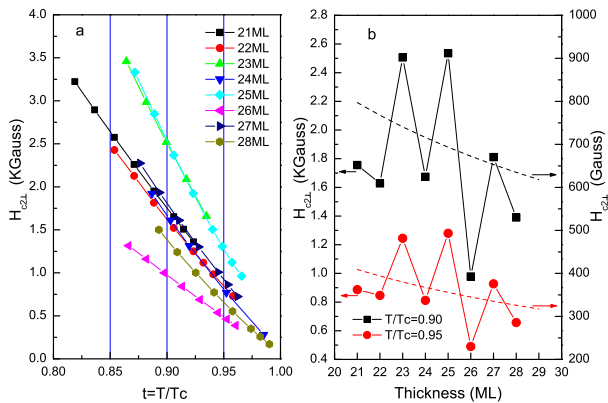 a
21ML
22ML
23ML
24ML
25ML
26ML
27ML
28ML
4.0
3.5
3.0
2.5
2.0
1.5
1.0
0.5
0.0
H_c2⊥ (KGauss)
0.80 0.85 0.90 0.95 1.00
t=T/Tc
b
2.8
2.6
2.4
2.2
2.0
1.8
1.6
1.4
1.2
1.0
0.8
0.6
0.4
H_c2⊥ (KGauss)
T/Tc=0.90
T/Tc=0.95
1000
900
800
700
600
500
400
300
200
H_c2⊥ (Gauss)
20 21 22 23 24 25 26 27 28 29 30
Thickness (ML)